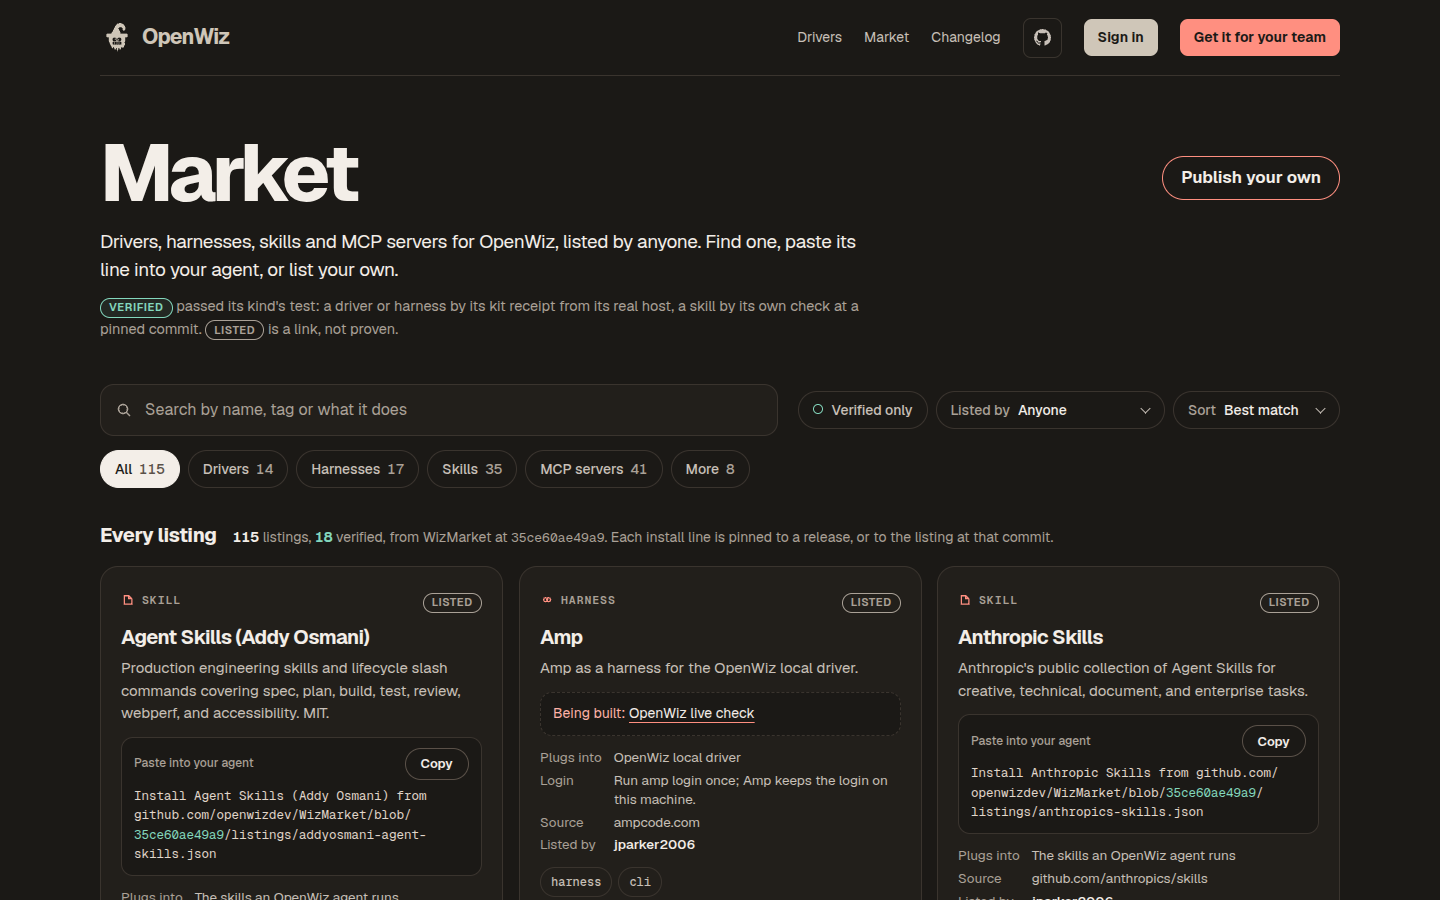 OpenWiz
Drivers
Market
Changelog
Sign in
Get it for your team
Market
Publish your own
Drivers, harnesses, skills and MCP servers for OpenWiz, listed by anyone. Find one, paste its
line into your agent, or list your own.
VERIFIED passed its kind's test: a driver or harness by its kit receipt from its real host, a skill by its own check at a
pinned commit. LISTED is a link, not proven.
Search by name, tag or what it does
Verified only
Listed by Anyone
Sort Best match
All 115
Drivers 14
Harnesses 17
Skills 35
MCP servers 41
More 8
Every listing 115 listings, 18 verified, from WizMarket at 35ce60ae49a9. Each install line is pinned to a release, or to the listing at that commit.
SKILL
LISTED
Agent Skills (Addy Osmani)
Production engineering skills and lifecycle slash
commands covering spec, plan, build, test, review,
webperf, and accessibility. MIT.
Paste into your agent
Copy
Install Agent Skills (Addy Osmani) from
github.com/openwizdev/WizMarket/blob/
35ce60ae49a9/listings/addyosmani-agent-
skills.json
Plugs into The skills an OpenWiz agent runs
HARNESS
LISTED
Amp
Amp as a harness for the OpenWiz local driver.
Being built: OpenWiz live check
Plugs into OpenWiz local driver
Login Run amp login once; Amp keeps the login on
this machine.
Source ampcode.com
Listed by jparker2006
harness
cli
SKILL
LISTED
Anthropic Skills
Anthropic's public collection of Agent Skills for
creative, technical, document, and enterprise tasks.
Paste into your agent
Copy
Install Anthropic Skills from github.com/
openwizdev/WizMarket/blob/35ce60ae49a9/
listings/anthropics-skills.json
Plugs into The skills an OpenWiz agent runs
Source github.com/anthropics/skills
Listed by jparker2006